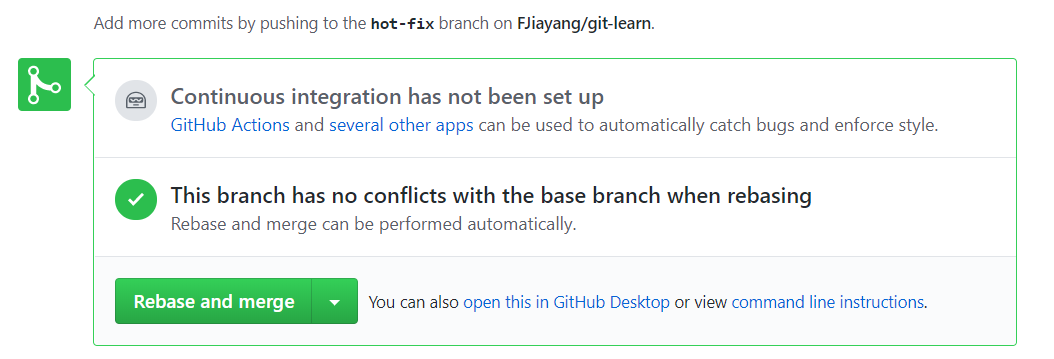 Add more commits by pushing to the hot-fix branch on FJiayang/git-learn.
Continuous integration has not been set up
GitHub Actions and several other apps can be used to automatically catch bugs and enforce style.
This branch has no conflicts with the base branch when rebasing
Rebase and merge can be performed automatically.
Rebase and merge You can also open this in GitHub Desktop or view command line instructions.